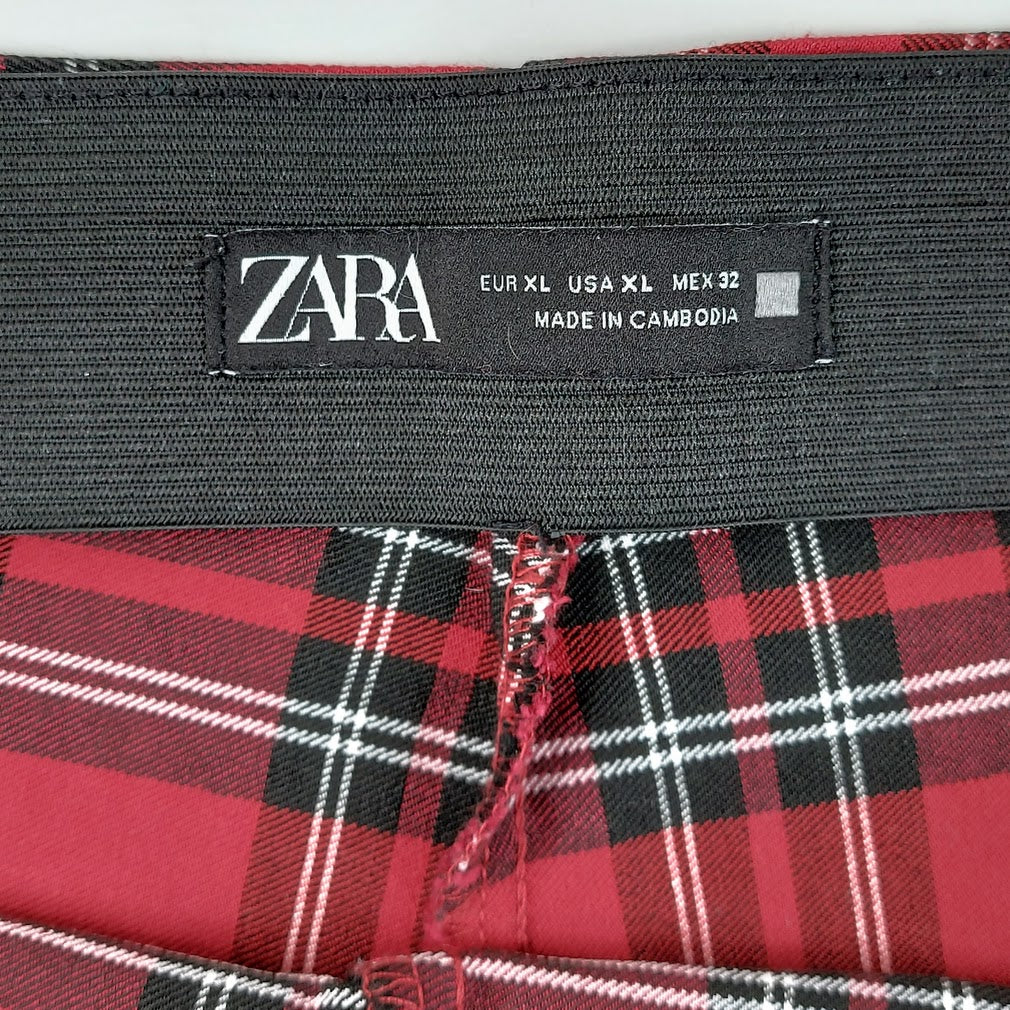 ZARA
EUR XL USA XL MEX 32
MADE IN CAMBODIA